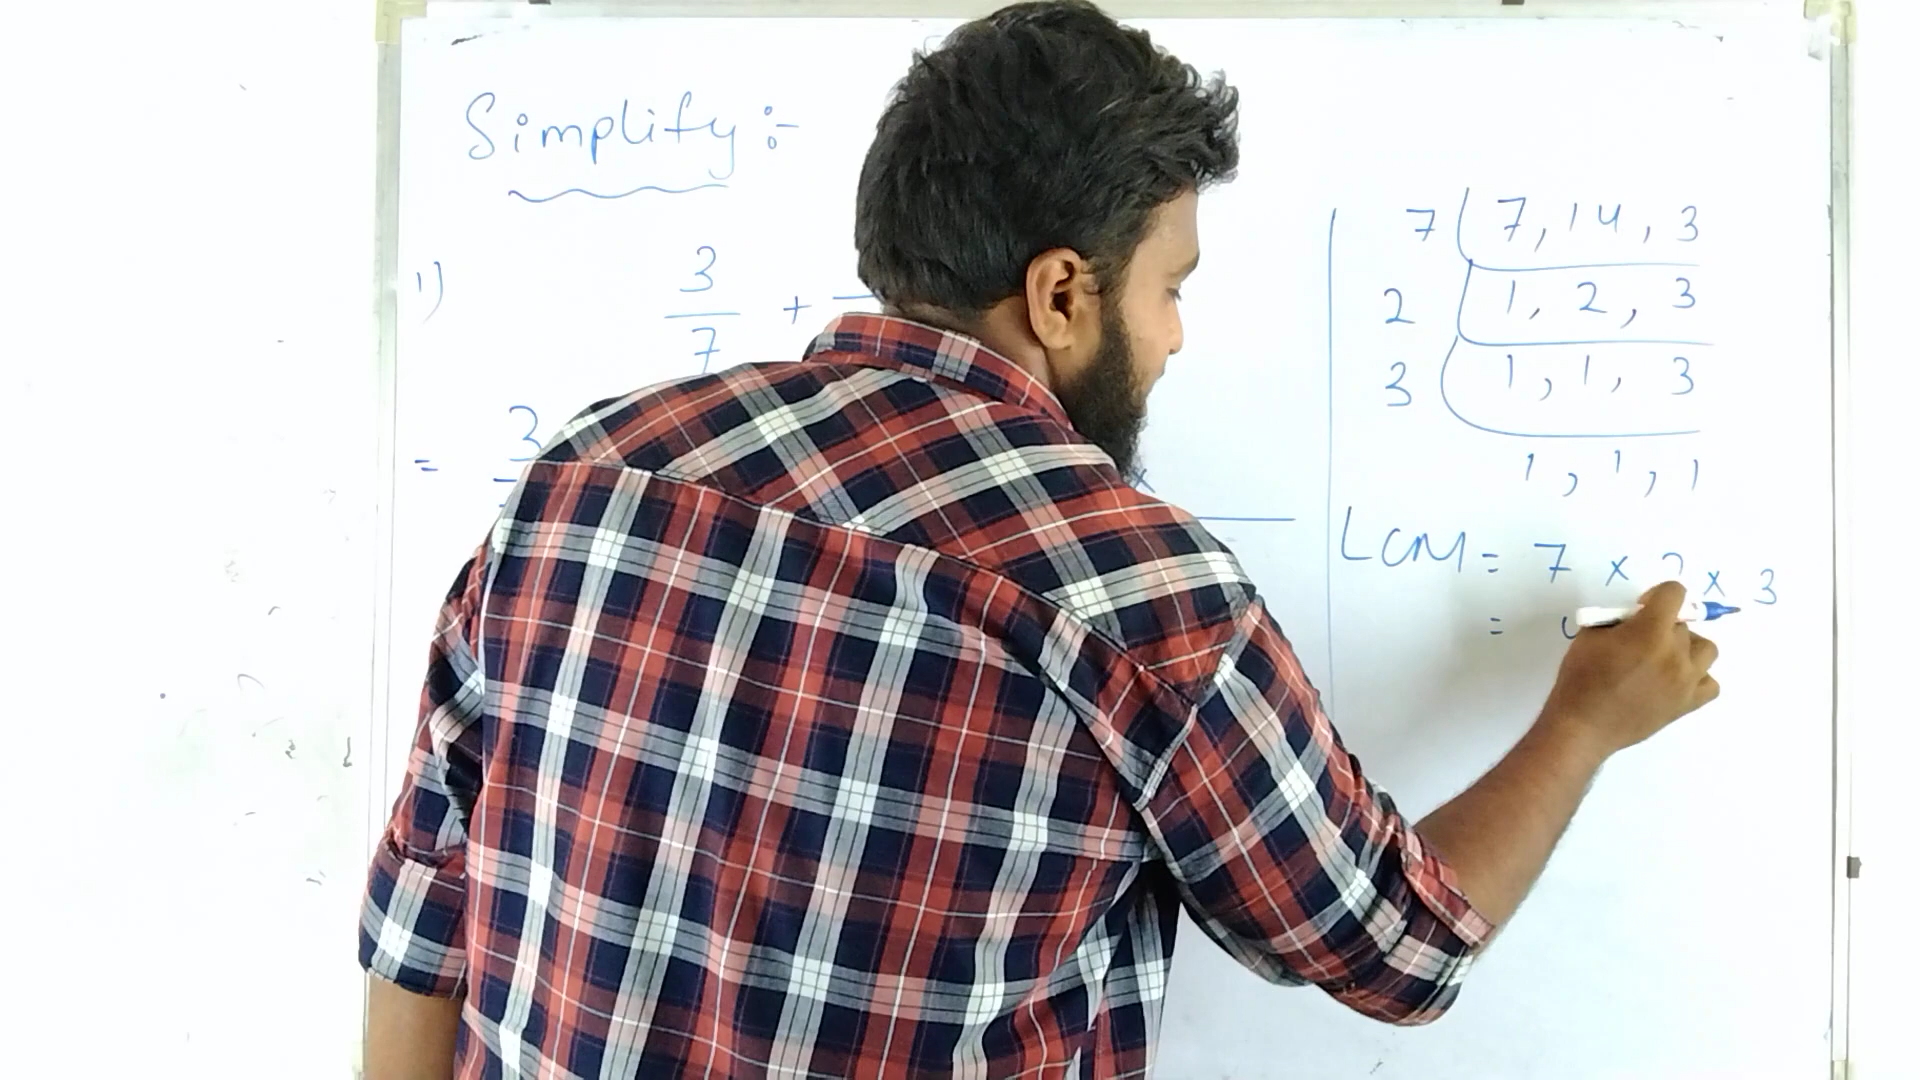 Simplify :-
1) 3/7 +
= 3
x
7 | 7, 14, 3
2 | 1, 2, 3
3 | 1, 1, 3
1, 1, 1
LCM = 7 x 2 x 3
=